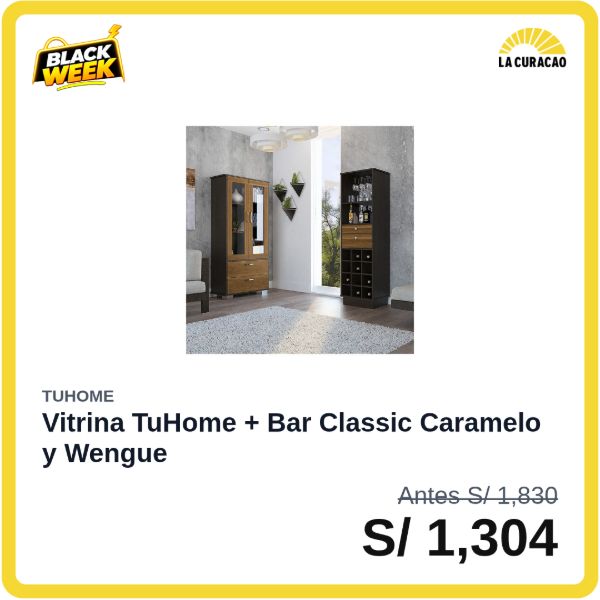 BLACK
WEEK
LA CURACAO
TUHOME
Vitrina TuHome + Bar Classic Caramelo
y Wengue
Antes S/ 1,830
S/ 1,304